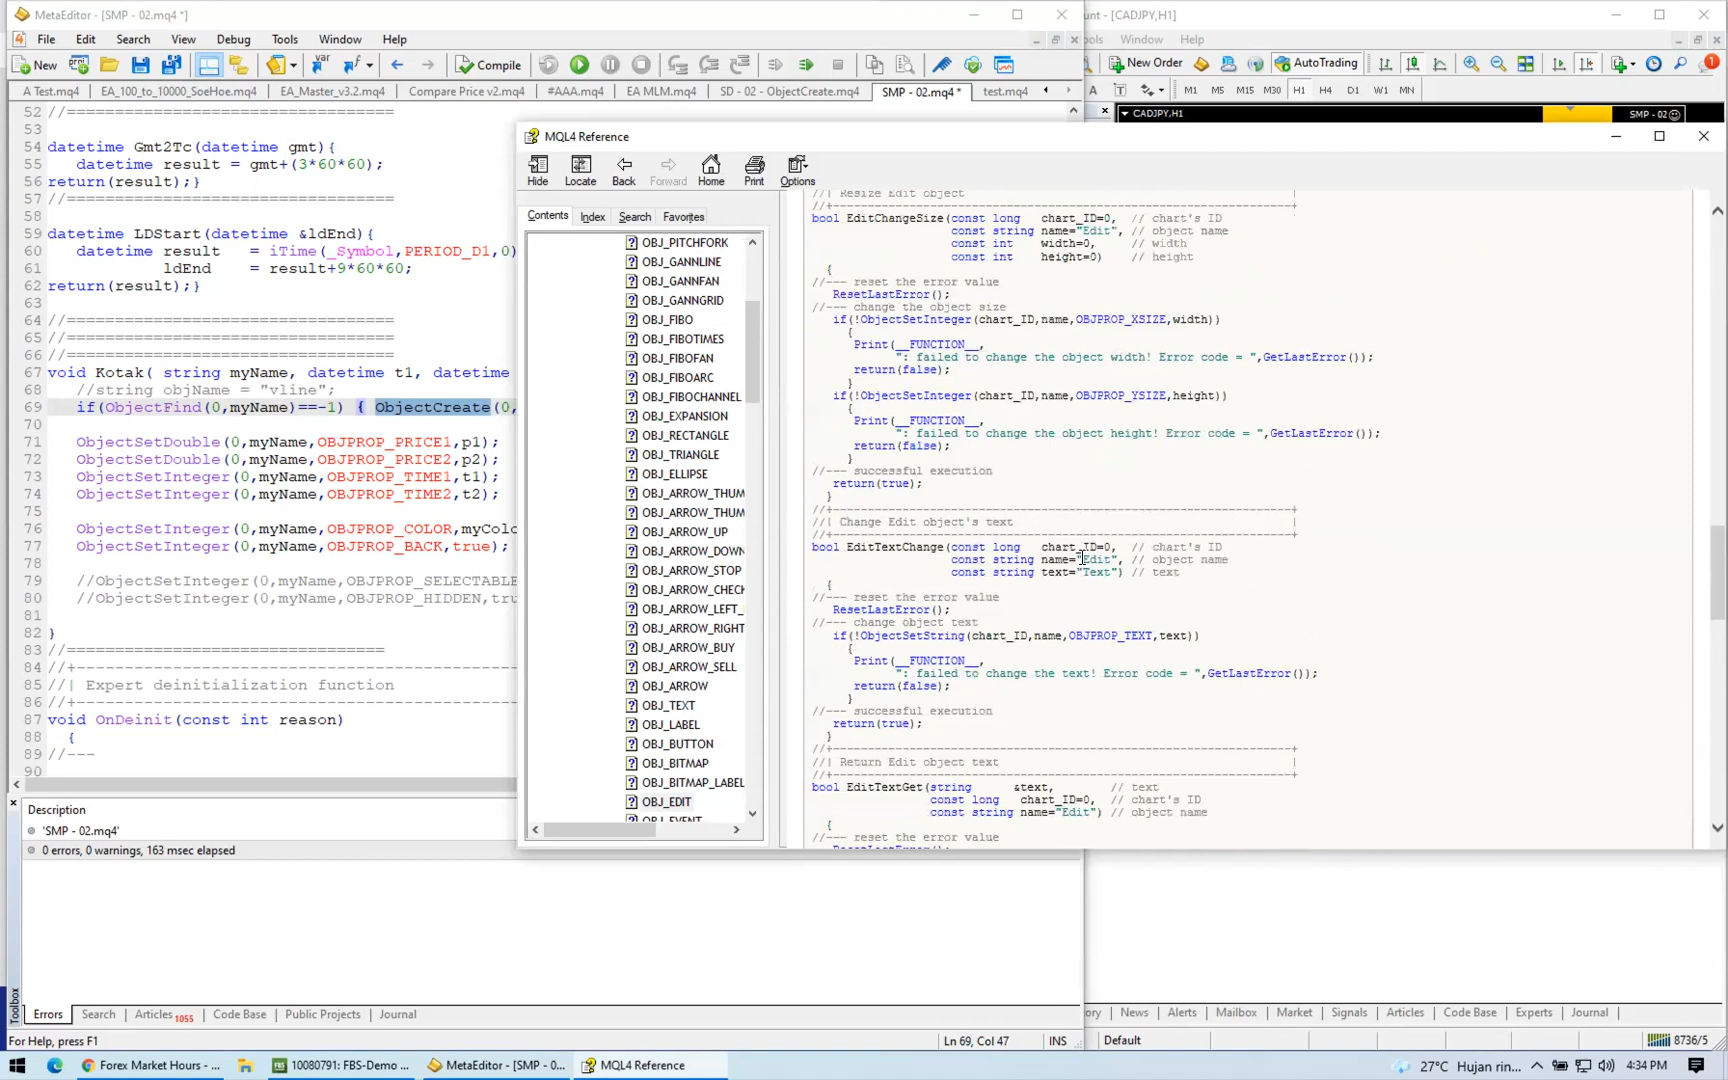 MetaEditor - [SMP - 02.mq4 *]
File Edit Search View Debug Tools Window Help
New Compile
A Test.mq4 EA_100_to_10000_SoeHoe.mq4 EA_Master_v3.2.mq4 Compare Price v2.mq4 #AAA.mq4 EA MLM.mq4 SD - 02 - ObjectCreate.mq4 SMP - 02.mq4 * test.mq4
52 //==================================
53
54 datetime Gmt2Tc(datetime gmt){
55 datetime result = gmt+(3*60*60);
56 return(result);}
57 //==================================
58
59 datetime LDStart(datetime &ldEnd){
60 datetime result = iTime(_Symbol,PERIOD_D1,0)
61 ldEnd = result+9*60*60;
62 return(result);}
63
64 //==================================
65 //==================================
66 //==================================
67 void Kotak( string myName, datetime t1, datetime
68 //string objName = "vline";
69 if(ObjectFind(0,myName)==-1) { ObjectCreate(0,
70
71 ObjectSetDouble (0,myName,OBJPROP_PRICE1,p1);
72 ObjectSetDouble (0,myName,OBJPROP_PRICE2,p2);
73 ObjectSetInteger(0,myName,OBJPROP_TIME1,t1);
74 ObjectSetInteger(0,myName,OBJPROP_TIME2,t2);
75
76 ObjectSetInteger(0,myName,OBJPROP_COLOR,myColo
77 ObjectSetInteger(0,myName,OBJPROP_BACK,true);
78
79 //ObjectSetInteger(0,myName,OBJPROP_SELECTABLE
80 //ObjectSetInteger(0,myName,OBJPROP_HIDDEN,tru
81
82 }
83 //=================================
84 //+-----------------------------------
85 //| Expert deinitialization function
86 //+-----------------------------------
87 void OnDeinit(const int reason)
88 {
89 //---
90
Description
'SMP - 02.mq4'
0 errors, 0 warnings, 163 msec elapsed
Toolbox
Errors Search Articles 1055 Code Base Public Projects Journal
For Help, press F1 Ln 69, Col 47 INS
unt - [CADJPY,H1]
ols Window Help
New Order AutoTrading 1
A T M1 M5 M15 M30 H1 H4 D1 W1 MN
CADJPY,H1 SMP - 02
MQL4 Reference
Hide Locate Back Forward Home Print Options
Contents Index Search Favorites
OBJ_PITCHFORK
OBJ_GANNLINE
OBJ_GANNFAN
OBJ_GANNGRID
OBJ_FIBO
OBJ_FIBOTIMES
OBJ_FIBOFAN
OBJ_FIBOARC
OBJ_FIBOCHANNEL
OBJ_EXPANSION
OBJ_RECTANGLE
OBJ_TRIANGLE
OBJ_ELLIPSE
OBJ_ARROW_THUM
OBJ_ARROW_THUM
OBJ_ARROW_UP
OBJ_ARROW_DOWN
OBJ_ARROW_STOP
OBJ_ARROW_CHECK
OBJ_ARROW_LEFT_
OBJ_ARROW_RIGHT
OBJ_ARROW_BUY
OBJ_ARROW_SELL
OBJ_ARROW
OBJ_TEXT
OBJ_LABEL
OBJ_BUTTON
OBJ_BITMAP
OBJ_BITMAP_LABEL
OBJ_EDIT
OBJ_EVENT
//| Resize Edit object |
//+------------------------------------------------------------------+
bool EditChangeSize(const long chart_ID=0, // chart's ID
const string name="Edit", // object name
const int width=0, // width
const int height=0) // height
{
//--- reset the error value
ResetLastError();
//--- change the object size
if(!ObjectSetInteger(chart_ID,name,OBJPROP_XSIZE,width))
{
Print(__FUNCTION__,
": failed to change the object width! Error code = ",GetLastError());
return(false);
}
if(!ObjectSetInteger(chart_ID,name,OBJPROP_YSIZE,height))
{
Print(__FUNCTION__,
": failed to change the object height! Error code = ",GetLastError());
return(false);
}
//--- successful execution
return(true);
}
//+------------------------------------------------------------------+
//| Change Edit object's text |
//+------------------------------------------------------------------+
bool EditTextChange(const long chart_ID=0, // chart's ID
const string name="Edit", // object name
const string text="Text") // text
{
//--- reset the error value
ResetLastError();
//--- change object text
if(!ObjectSetString(chart_ID,name,OBJPROP_TEXT,text))
{
Print(__FUNCTION__,
": failed to change the text! Error code = ",GetLastError());
return(false);
}
//--- successful execution
return(true);
}
//+------------------------------------------------------------------+
//| Return Edit object text |
//+------------------------------------------------------------------+
bool EditTextGet(string &text, // text
const long chart_ID=0, // chart's ID
const string name="Edit") // object name
{
//--- reset the error value
ResetLastError();
ory News Alerts Mailbox Market Signals Articles Code Base Experts Journal
Default 8736/5
Forex Market Hours - ... 10080791: FBS-Demo ... MetaEditor - [SMP - 0... MQL4 Reference 27°C Hujan rin... 4:34 PM